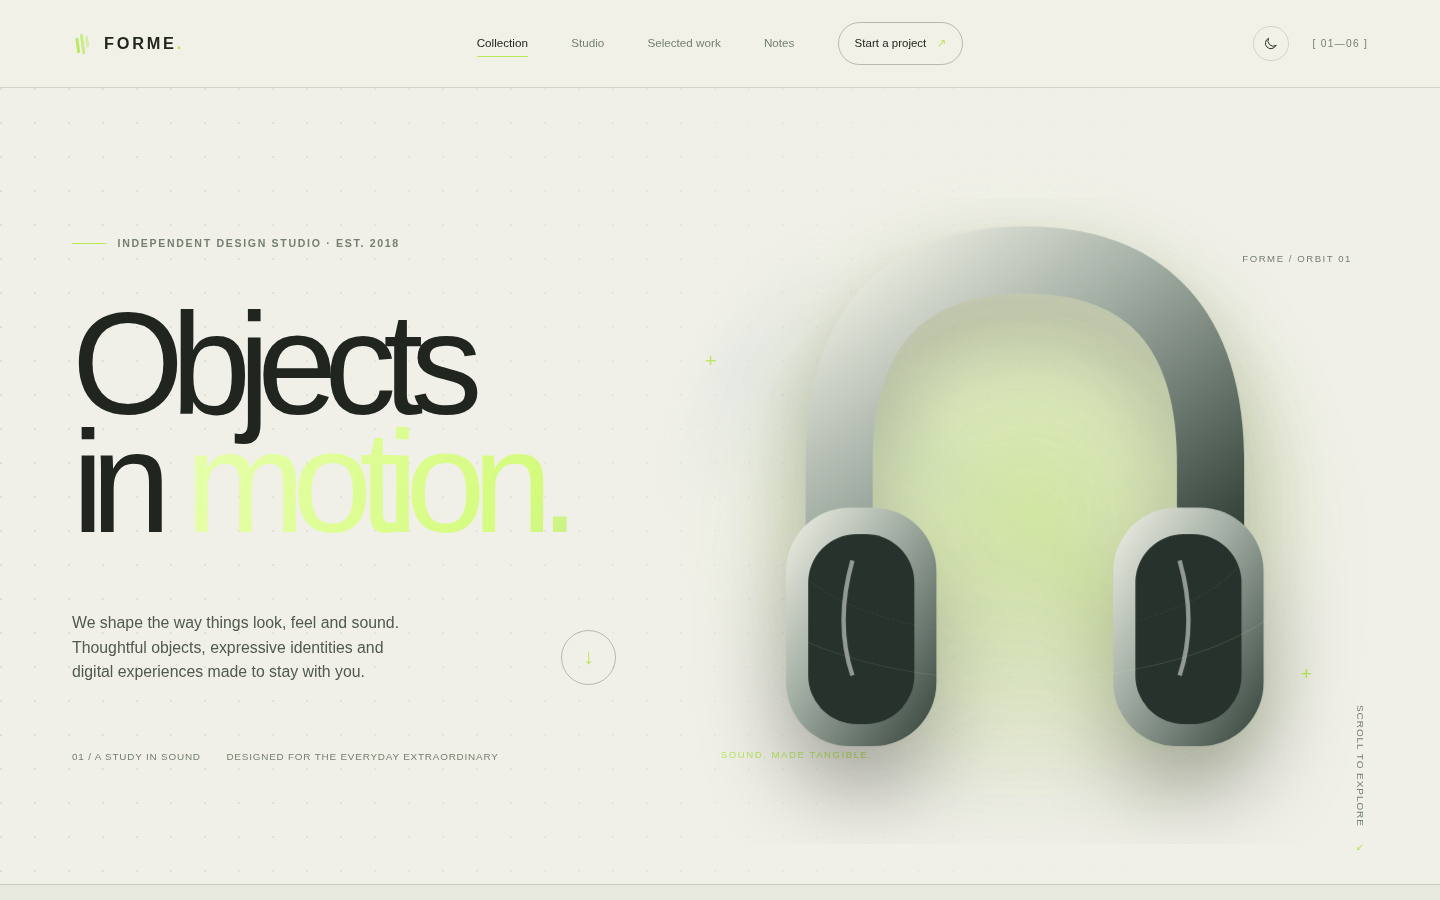 FORME.
Collection
Studio
Selected work
Notes
Start a project ↗
[ 01—06 ]
INDEPENDENT DESIGN STUDIO · EST. 2018
FORME / ORBIT 01
Objects
in motion.
We shape the way things look, feel and sound.
Thoughtful objects, expressive identities and
digital experiences made to stay with you.
↓
01 / A STUDY IN SOUND
DESIGNED FOR THE EVERYDAY EXTRAORDINARY
SOUND, MADE TANGIBLE.
SCROLL TO EXPLORE ↙